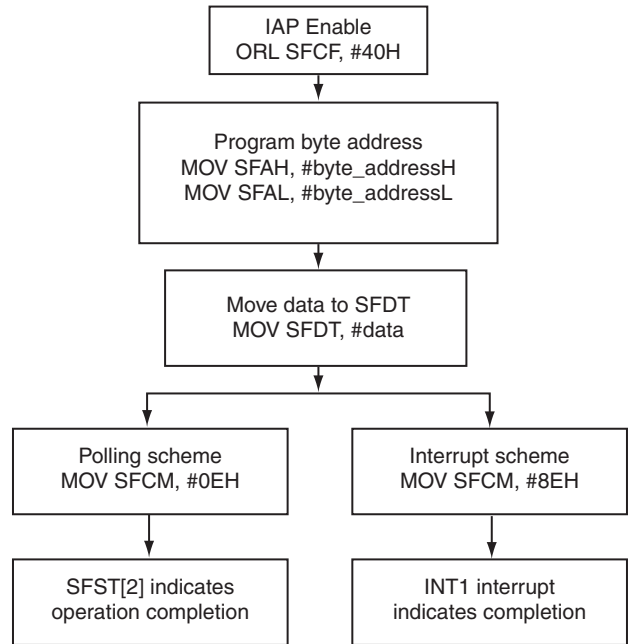 IAP Enable
ORL SFCF, #40H
Program byte address
MOV SFAH, #byte_addressH
MOV SFAL, #byte_addressL
Move data to SFDT
MOV SFDT, #data
Polling scheme
MOV SFCM, #0EH
Interrupt scheme
MOV SFCM, #8EH
SFST[2] indicates
operation completion
INT1 interrupt
indicates completion